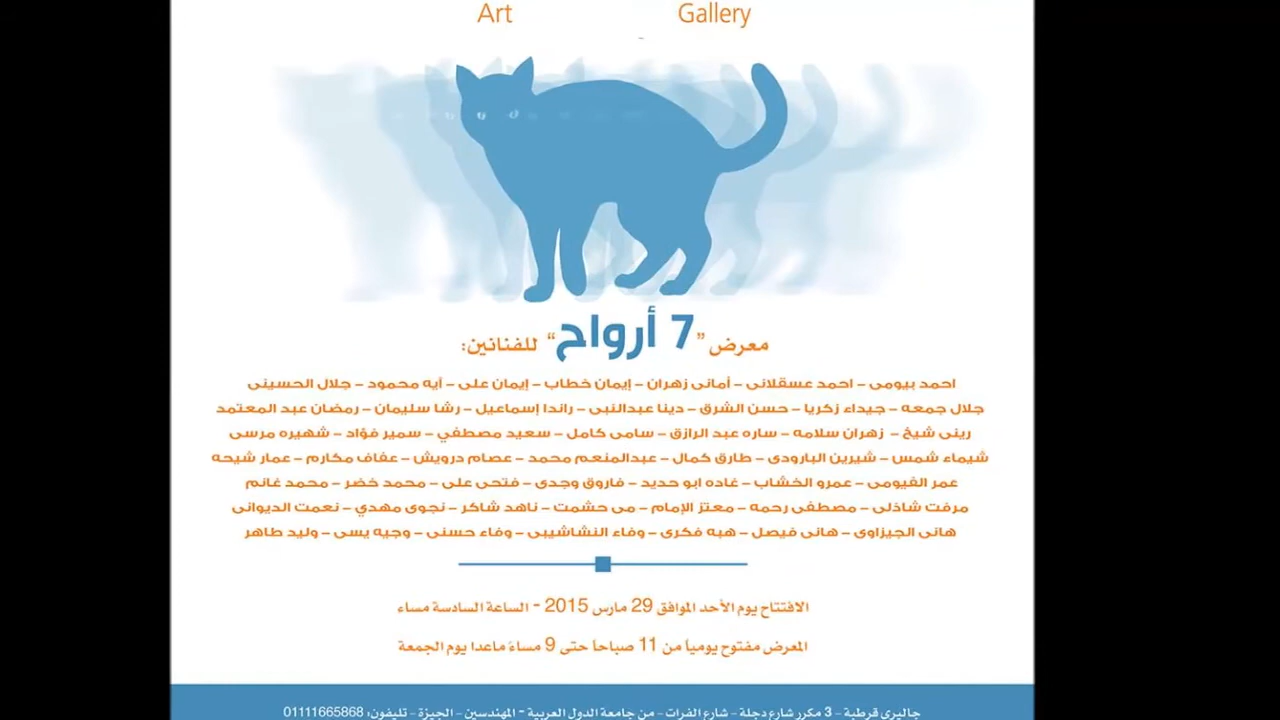 Art Gallery
معرض "7 أرواح" للفنانين:
احمد بيومى – احمد عسقلانى – أمانى زهران – إيمان خطاب – إيمان على – آيه محمود – جلال الحسينى
جلال جمعه – جيداء زكريا – حسن الشرق – دينا عبدالنبى – راندا إسماعيل – رشا سليمان – رمضان عبد المعتمد
رينى شيخ – زهران سلامه – ساره عبد الرازق – سامى كامل – سعيد مصطفي – سمير فؤاد – شهيره مرسى
شيماء شمس – شيرين البارودى – طارق كمال – عبدالمنعم محمد – عصام درويش – عفاف مكارم – عمار شيحه
عمر الفيومى – عمرو الخشاب – غاده ابو حديد – فاروق وجدى – فتحى على – محمد خضر – محمد غانم
مرفت شاذلى – مصطفى رحمه – معتز الإمام – مى حشمت – ناهد شاكر – نجوى مهدي – نعمت الديوانى
هانى الجيزاوى – هانى فيصل – هبه فكرى – وفاء النشاشيبى – وفاء حسنى – وجيه يسى – وليد طاهر
الافتتاح يوم الأحد الموافق 29 مارس 2015 - الساعة السادسة مساء
المعرض مفتوح يومياً من 11 صباحاً حتى 9 مساءً ماعدا يوم الجمعة
جاليرى قرطبة – 3 مكرر شارع دجلة – شارع الفرات – من جامعة الدول العربية – المهندسين – الجيزة – تليفون: 01111665868